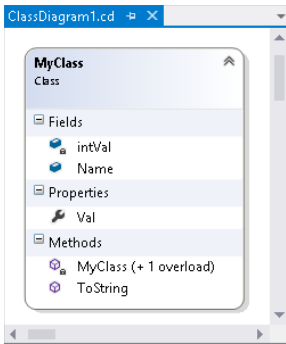 ClassDiagram1.cd
MyClass
Class
Fields
intVal
Name
Properties
Val
Methods
MyClass (+ 1 overload)
ToString